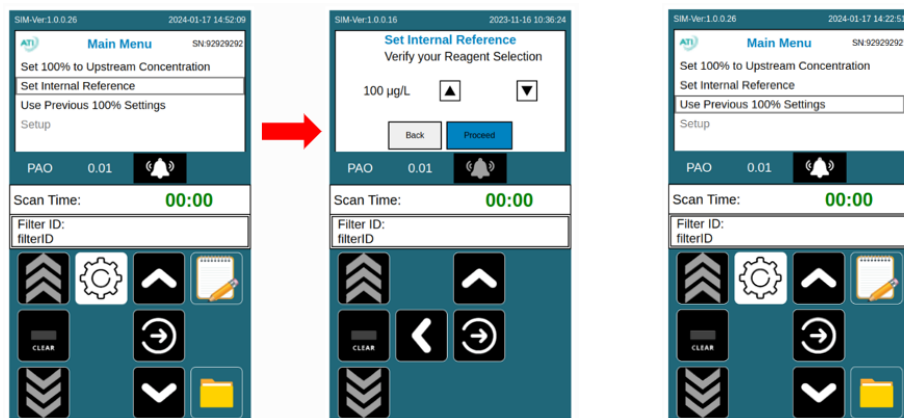 SIM-Ver:1.0.0.26 2024-01-17 14:52:09
ATI Main Menu SN:92929292
Set 100% to Upstream Concentration
Set Internal Reference
Use Previous 100% Settings
Setup
PAO 0.01
Scan Time: 00:00
Filter ID:
filterID
CLEAR
SIM-Ver:1.0.0.16 2023-11-16 10:36:24
Set Internal Reference
Verify your Reagent Selection
100 µg/L
Back Proceed
PAO 0.01
Scan Time: 00:00
Filter ID:
filterID
CLEAR
SIM-Ver:1.0.0.26 2024-01-17 14:22:51
ATI Main Menu SN:92929292
Set 100% to Upstream Concentration
Set Internal Reference
Use Previous 100% Settings
Setup
PAO 0.01
Scan Time: 00:00
Filter ID:
filterID
CLEAR